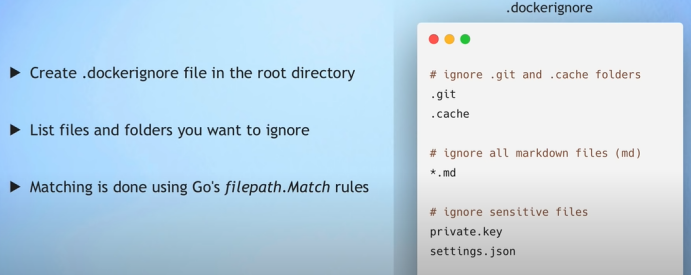 .dockerignore
► Create .dockerignore file in the root directory
► List files and folders you want to ignore
► Matching is done using Go's filepath.Match rules
# ignore .git and .cache folders
.git
.cache
# ignore all markdown files (md)
*.md
# ignore sensitive files
private.key
settings.json